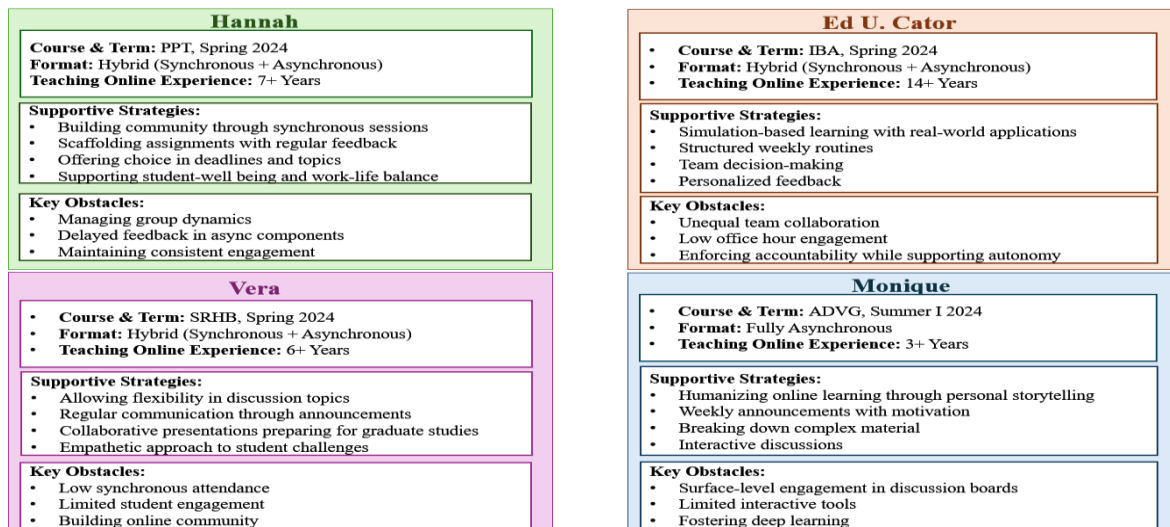 Hannah
Course & Term: PPT, Spring 2024
Format: Hybrid (Synchronous + Asynchronous)
Teaching Online Experience: 7+ Years
Supportive Strategies:
• Building community through synchronous sessions
• Scaffolding assignments with regular feedback
• Offering choice in deadlines and topics
• Supporting student-well being and work-life balance
Key Obstacles:
• Managing group dynamics
• Delayed feedback in async components
• Maintaining consistent engagement
Ed U. Cator
• Course & Term: IBA, Spring 2024
• Format: Hybrid (Synchronous + Asynchronous)
• Teaching Online Experience: 14+ Years
Supportive Strategies:
• Simulation-based learning with real-world applications
• Structured weekly routines
• Team decision-making
• Personalized feedback
Key Obstacles:
• Unequal team collaboration
• Low office hour engagement
• Enforcing accountability while supporting autonomy
Vera
• Course & Term: SRHB, Spring 2024
• Format: Hybrid (Synchronous + Asynchronous)
• Teaching Online Experience: 6+ Years
Supportive Strategies:
• Allowing flexibility in discussion topics
• Regular communication through announcements
• Collaborative presentations preparing for graduate studies
• Empathetic approach to student challenges
Key Obstacles:
• Low synchronous attendance
• Limited student engagement
• Building online community
Monique
• Course & Term: ADVG, Summer I 2024
• Format: Fully Asynchronous
• Teaching Online Experience: 3+ Years
Supportive Strategies:
• Humanizing online learning through personal storytelling
• Weekly announcements with motivation
• Breaking down complex material
• Interactive discussions
Key Obstacles:
• Surface-level engagement in discussion boards
• Limited interactive tools
• Fostering deep learning